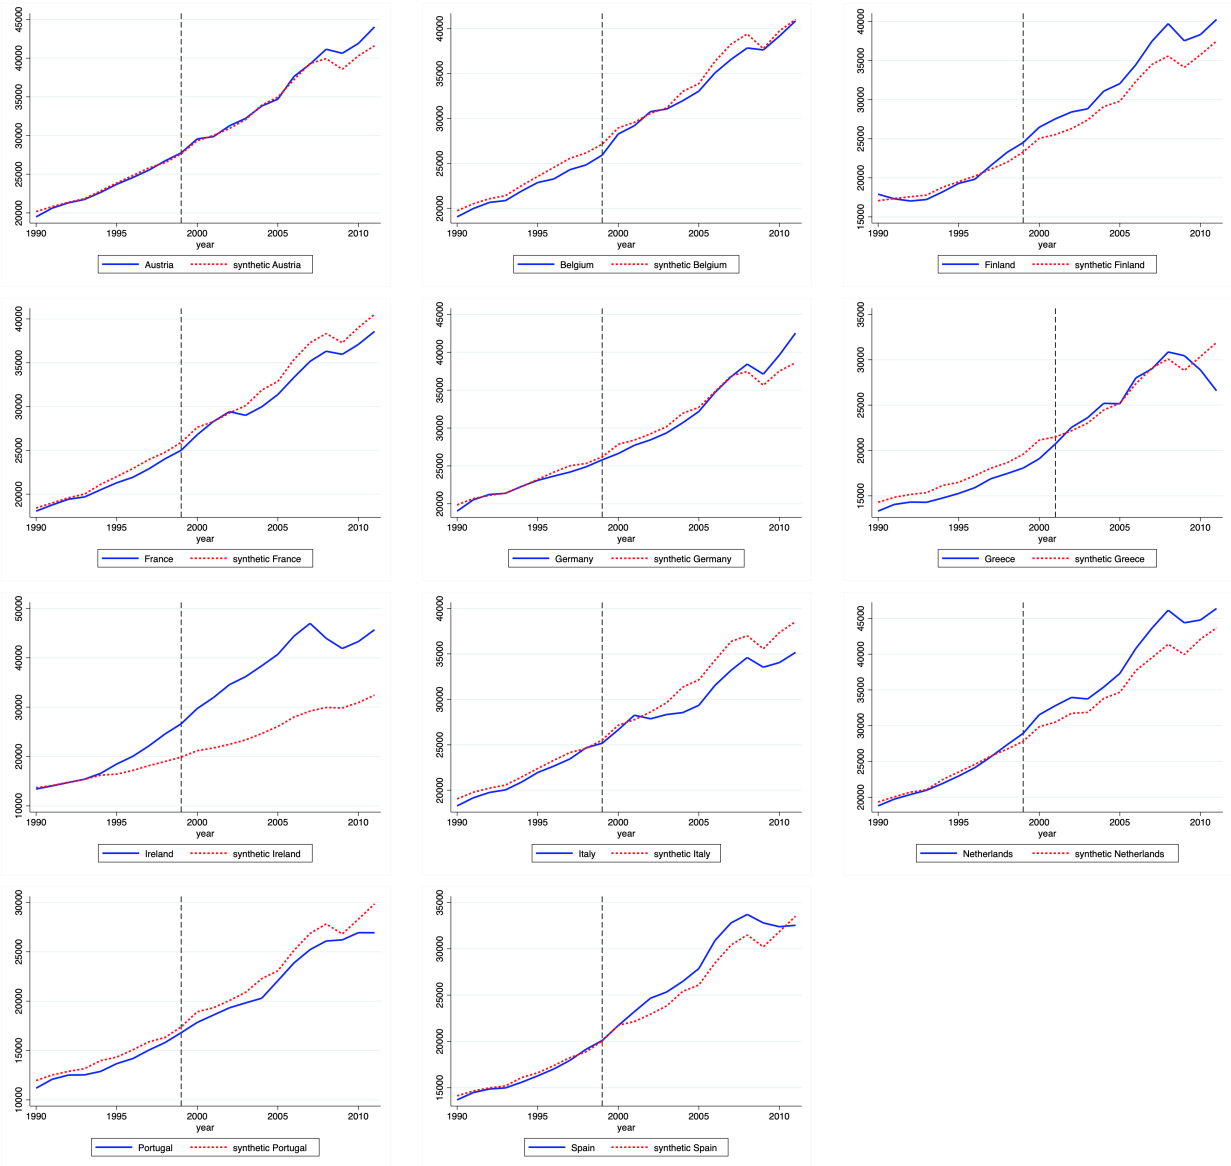 45000
40000
35000
30000
25000
20000
1990 1995 2000 2005 2010
year
Austria synthetic Austria
40000
35000
30000
25000
20000
1990 1995 2000 2005 2010
year
Belgium synthetic Belgium
40000
35000
30000
25000
20000
15000
1990 1995 2000 2005 2010
year
Finland synthetic Finland
40000
35000
30000
25000
20000
1990 1995 2000 2005 2010
year
France synthetic France
45000
40000
35000
30000
25000
20000
1990 1995 2000 2005 2010
year
Germany synthetic Germany
35000
30000
25000
20000
15000
1990 1995 2000 2005 2010
year
Greece synthetic Greece
50000
40000
30000
20000
10000
1990 1995 2000 2005 2010
year
Ireland synthetic Ireland
40000
35000
30000
25000
20000
1990 1995 2000 2005 2010
year
Italy synthetic Italy
45000
40000
35000
30000
25000
20000
1990 1995 2000 2005 2010
year
Netherlands synthetic Netherlands
30000
25000
20000
15000
10000
1990 1995 2000 2005 2010
year
Portugal synthetic Portugal
35000
30000
25000
20000
15000
1990 1995 2000 2005 2010
year
Spain synthetic Spain